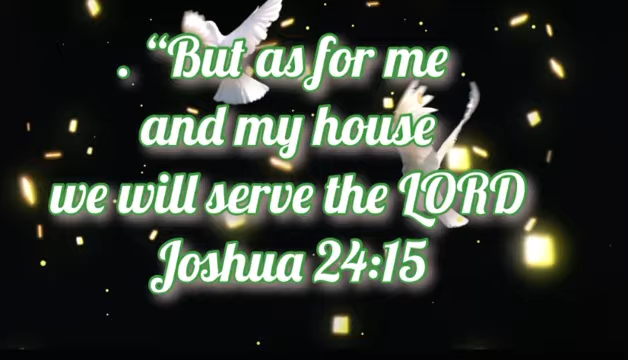 . “But as for me
and my house
we will serve the LORD
Joshua 24:15